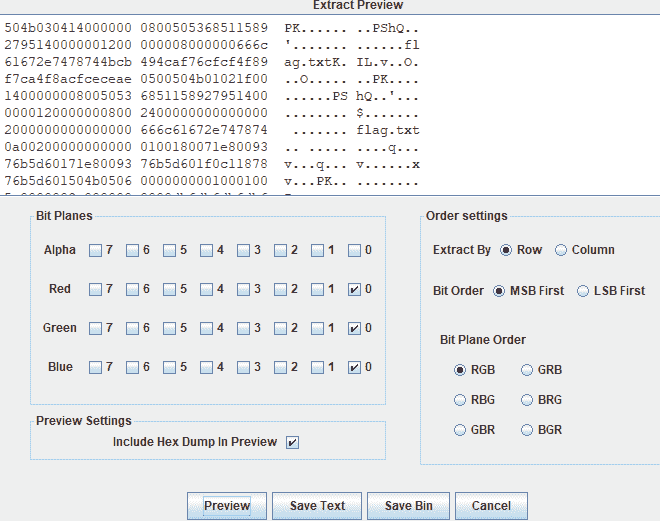 Extract Preview
504b030414000000 0800505368511589 PK...... ..PShQ..
2795140000001200 000008000000666c '....... ......fl
61672e7478744bcb 494caf76cfcf4f89 ag.txtK. IL.v..O.
f7ca4f8acfceceae 0500504b01021f00 ..O..... ..PK....
1400000008005053 6851158927951400 ......PS hQ..'...
0000120000000800 2400000000000000 ........ $.......
2000000000000000 666c61672e747874 ....... flag.txt
0a00200000000000 0100180071e80093 .. ..... ....q...
76b5d60171e80093 76b5d601f0c11878 v...q... v......x
76b5d601504b0506 0000000001000100 v...PK.. ........
Bit Planes
Alpha 7 6 5 4 3 2 1 0
Red 7 6 5 4 3 2 1 0
Green 7 6 5 4 3 2 1 0
Blue 7 6 5 4 3 2 1 0
Preview Settings
Include Hex Dump In Preview
Order settings
Extract By Row Column
Bit Order MSB First LSB First
Bit Plane Order
RGB GRB
RBG BRG
GBR BGR
Preview Save Text Save Bin Cancel